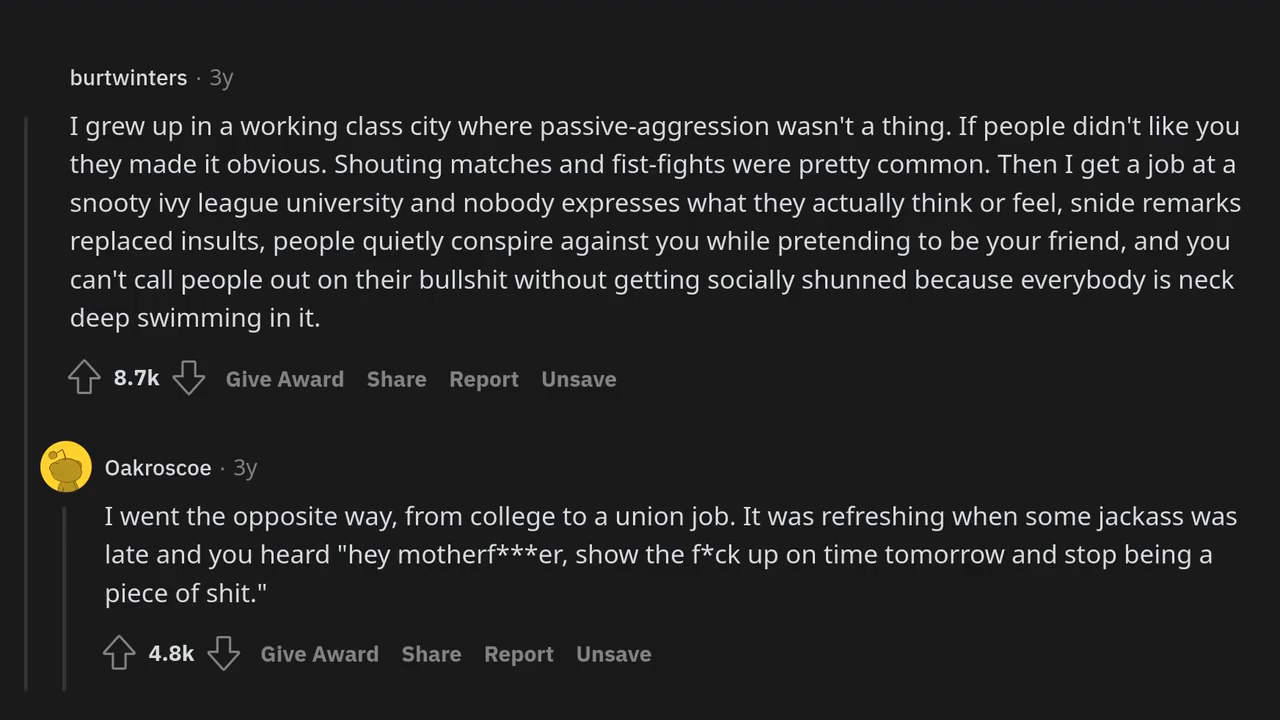 burtwinters · 3y
I grew up in a working class city where passive-aggression wasn't a thing. If people didn't like you
they made it obvious. Shouting matches and fist-fights were pretty common. Then I get a job at a
snooty ivy league university and nobody expresses what they actually think or feel, snide remarks
replaced insults, people quietly conspire against you while pretending to be your friend, and you
can't call people out on their bullshit without getting socially shunned because everybody is neck
deep swimming in it.
8.7k Give Award Share Report Unsave
Oakroscoe · 3y
I went the opposite way, from college to a union job. It was refreshing when some jackass was
late and you heard "hey motherf***er, show the f*ck up on time tomorrow and stop being a
piece of shit."
4.8k Give Award Share Report Unsave